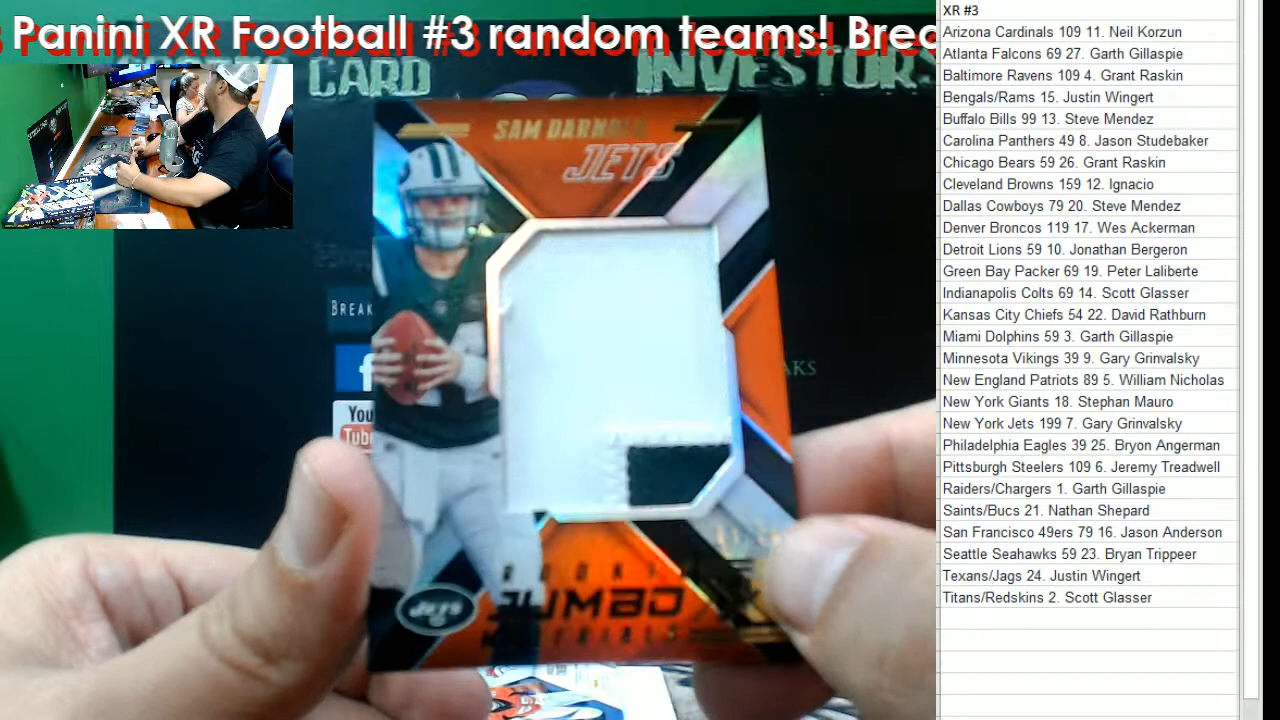 Panini XR Football #3 random teams!
CARD INVESTORS
SAM DARNOLD
JETS
BREAK
AKS
f
You
Tube
JETS
ROOKIE
JUMBO
MATERIALS
XR #3
Arizona Cardinals 109 11. Neil Korzun
Atlanta Falcons 69 27. Garth Gillaspie
Baltimore Ravens 109 4. Grant Raskin
Bengals/Rams 15. Justin Wingert
Buffalo Bills 99 13. Steve Mendez
Carolina Panthers 49 8. Jason Studebaker
Chicago Bears 59 26. Grant Raskin
Cleveland Browns 159 12. Ignacio
Dallas Cowboys 79 20. Steve Mendez
Denver Broncos 119 17. Wes Ackerman
Detroit Lions 59 10. Jonathan Bergeron
Green Bay Packer 69 19. Peter Laliberte
Indianapolis Colts 69 14. Scott Glasser
Kansas City Chiefs 54 22. David Rathburn
Miami Dolphins 59 3. Garth Gillaspie
Minnesota Vikings 39 9. Gary Grinvalsky
New England Patriots 89 5. William Nicholas
New York Giants 18. Stephan Mauro
New York Jets 199 7. Gary Grinvalsky
Philadelphia Eagles 39 25. Bryon Angerman
Pittsburgh Steelers 109 6. Jeremy Treadwell
Raiders/Chargers 1. Garth Gillaspie
Saints/Bucs 21. Nathan Shepard
San Francisco 49ers 79 16. Jason Anderson
Seattle Seahawks 59 23. Bryan Trippeer
Texans/Jags 24. Justin Wingert
Titans/Redskins 2. Scott Glasser